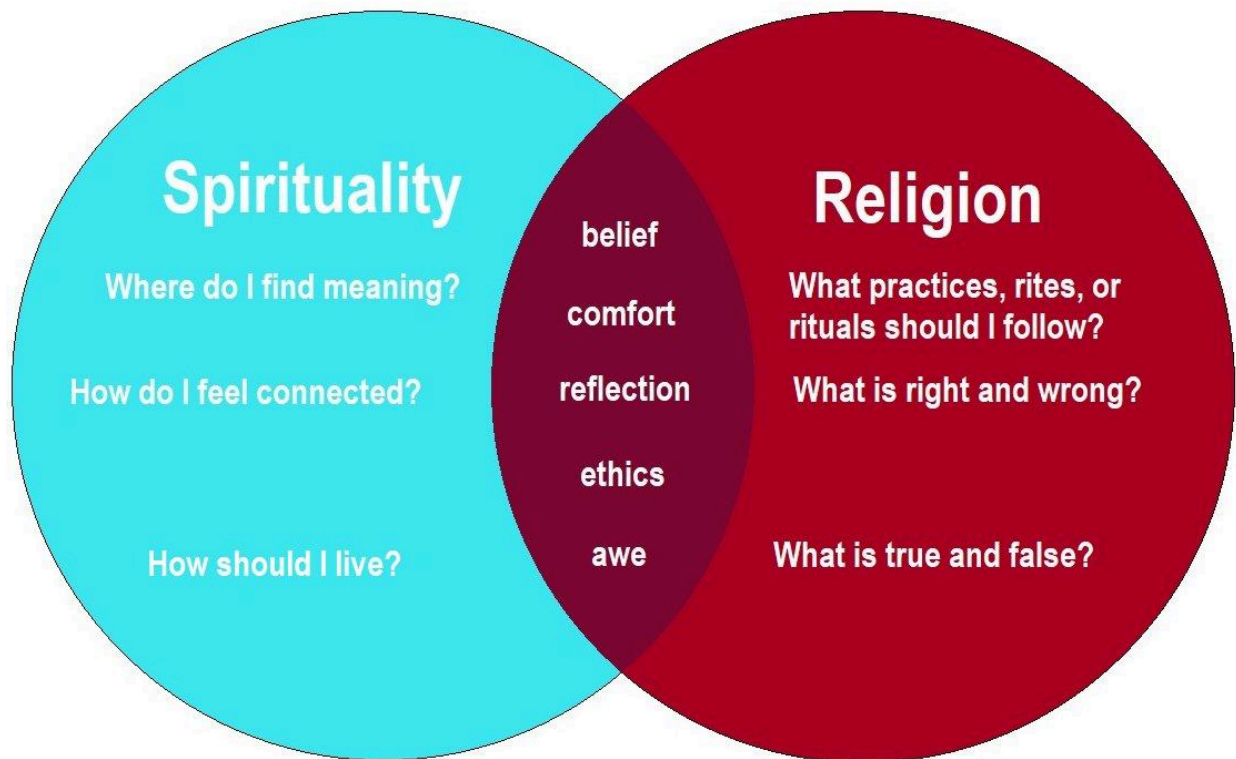 Spirituality
Where do I find meaning?
How do I feel connected?
How should I live?
belief
comfort
reflection
ethics
awe
Religion
What practices, rites, or
rituals should I follow?
What is right and wrong?
What is true and false?